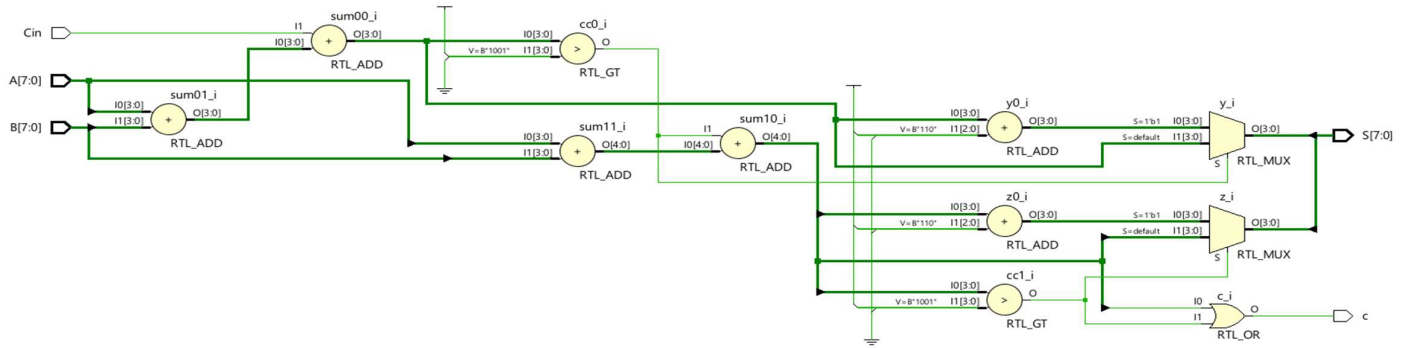 sum00_i
Cin
I1
I0[3:0]
+
O[3:0]
RTL_ADD
cc0_i
I0[3:0]
V=B"1001"
I1[3:0]
>
O
RTL_GT
A[7:0]
B[7:0]
sum01_i
I0[3:0]
I1[3:0]
+
O[3:0]
RTL_ADD
sum11_i
I0[3:0]
I1[3:0]
+
O[4:0]
RTL_ADD
sum10_i
I1
I0[4:0]
+
O[4:0]
RTL_ADD
y0_i
I0[3:0]
V=B"110"
I1[2:0]
+
O[3:0]
RTL_ADD
y_i
S=1'b1
I0[3:0]
S=default
I1[3:0]
S
O[3:0]
RTL_MUX
S[7:0]
z0_i
I0[3:0]
V=B"110"
I1[2:0]
+
O[3:0]
RTL_ADD
z_i
S=1'b1
I0[3:0]
S=default
I1[3:0]
S
O[3:0]
RTL_MUX
cc1_i
I0[3:0]
V=B"1001"
I1[3:0]
>
O
RTL_GT
c_i
I0
I1
O
RTL_OR
c